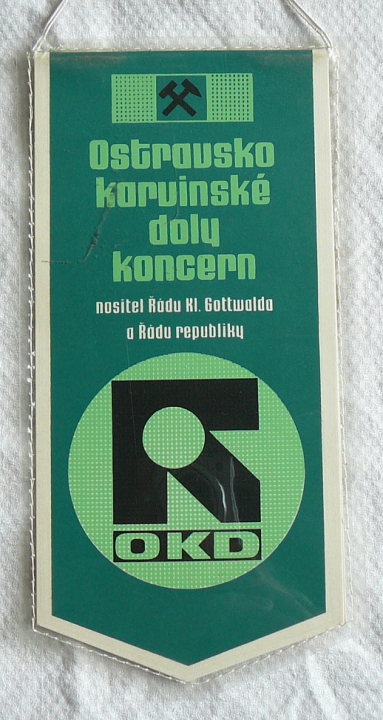 Ostravsko
karvinské
doly
koncern
nositel Řádu Kl. Gottwalda
a Řádu republiky
OKD